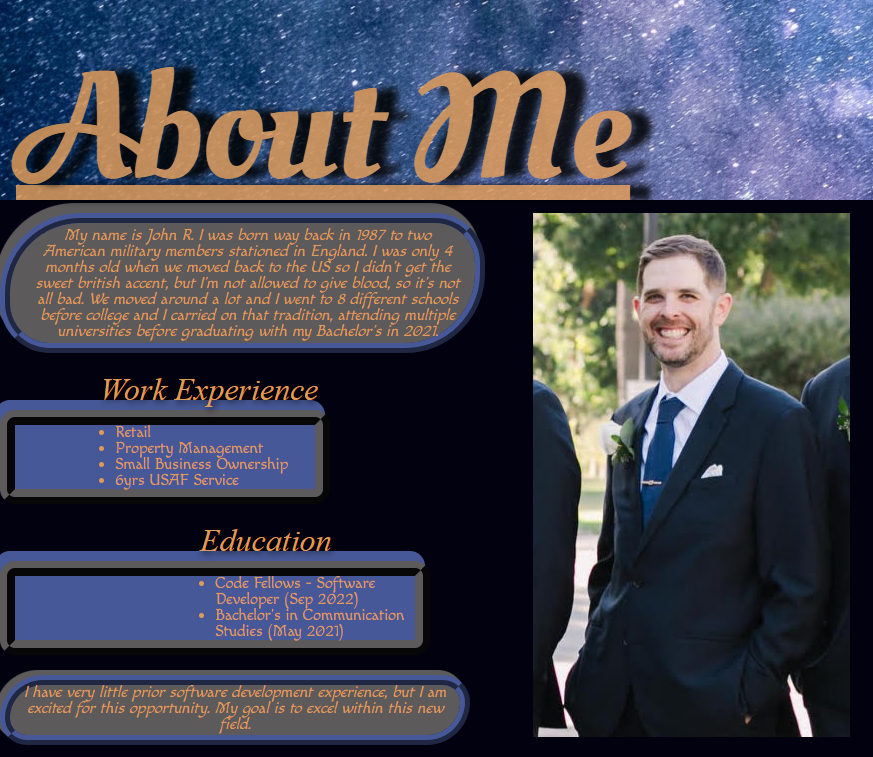 About Me
My name is John R. I was born way back in 1987 to two
American military members stationed in England. I was only 4
months old when we moved back to the US so I didn't get the
sweet british accent, but I'm not allowed to give blood, so it's not
all bad. We moved around a lot and I went to 8 different schools
before college and I carried on that tradition, attending multiple
universities before graduating with my Bachelor's in 2021.
Work Experience
• Retail
• Property Management
• Small Business Ownership
• 6yrs USAF Service
Education
• Code Fellows - Software
Developer (Sep 2022)
• Bachelor's in Communication
Studies (May 2021)
I have very little prior software development experience, but I am
excited for this opportunity. My goal is to excel within this new
field.